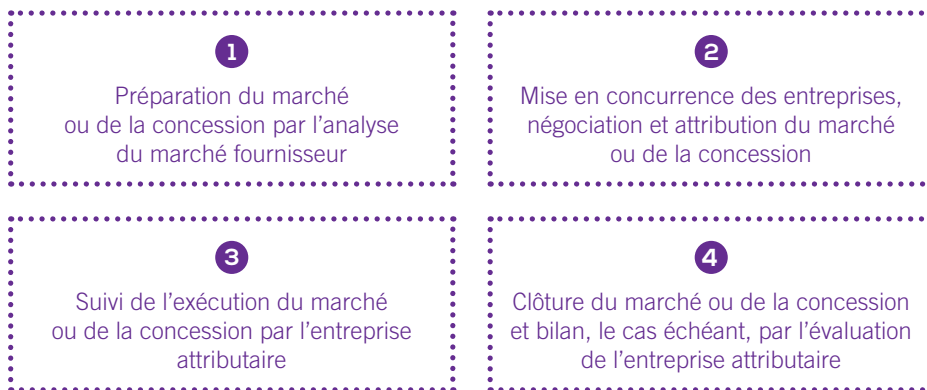 1
Préparation du marché
ou de la concession par l'analyse
du marché fournisseur
2
Mise en concurrence des entreprises,
négociation et attribution du marché
ou de la concession
3
Suivi de l'exécution du marché
ou de la concession par l'entreprise
attributaire
4
Clôture du marché ou de la concession
et bilan, le cas échéant, par l'évaluation
de l'entreprise attributaire